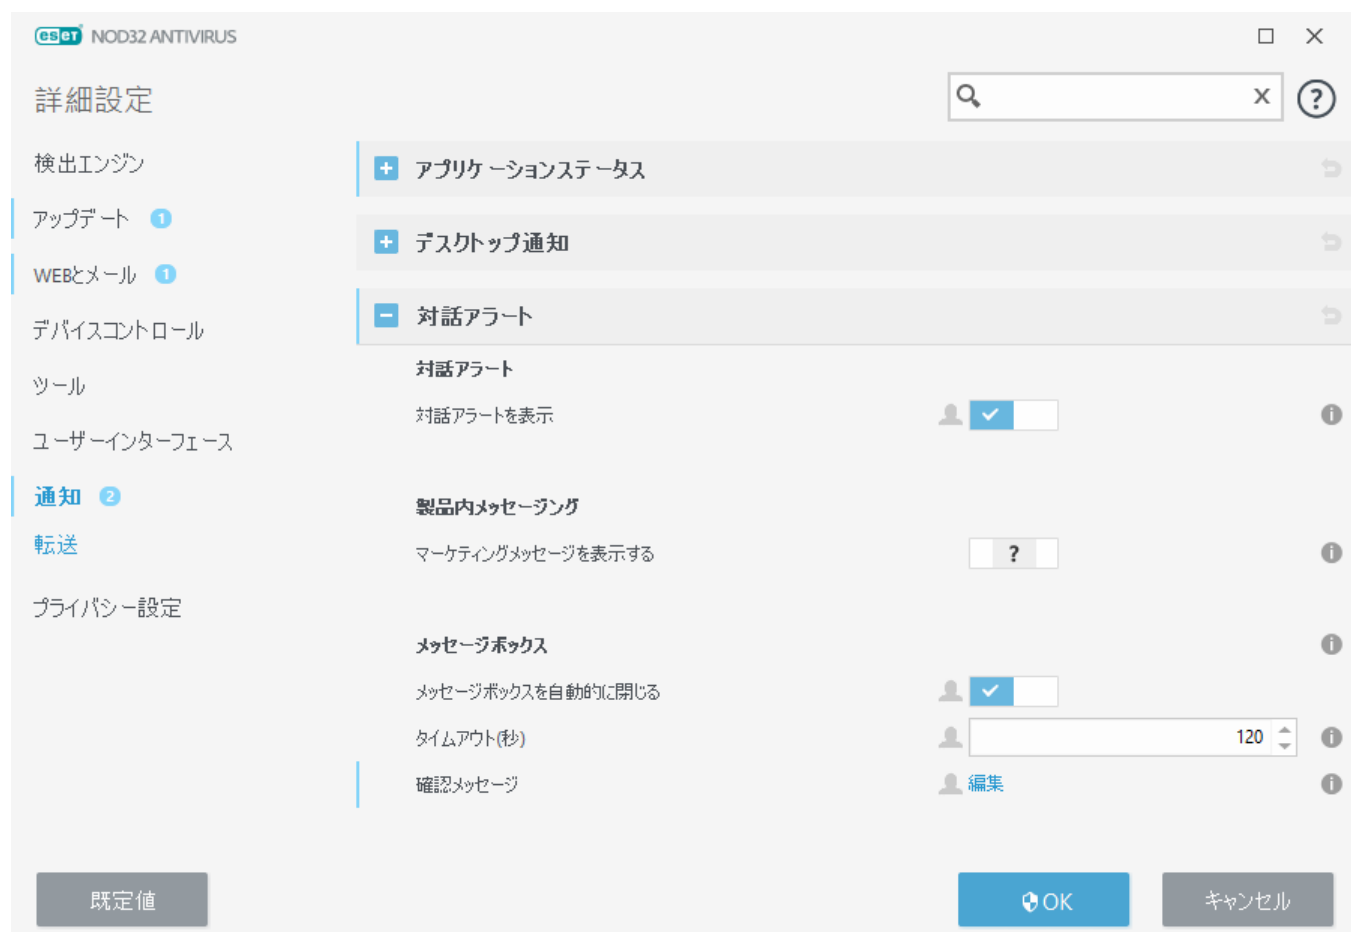 eseT NOD32 ANTIVIRUS
詳細設定
x ?
検出エンジン
アップデート 1
WEBとメール 1
デバイスコントロール
ツール
ユーザーインターフェース
通知 2
転送
プライバシー設定
アプリケーションステータス
デスクトップ通知
対話アラート
対話アラート
対話アラートを表示
製品内メッセージング
マーケティングメッセージを表示する ?
メッセージボックス
メッセージボックスを自動的に閉じる
タイムアウト(秒) 120
確認メッセージ 編集
既定値 OK キャンセル